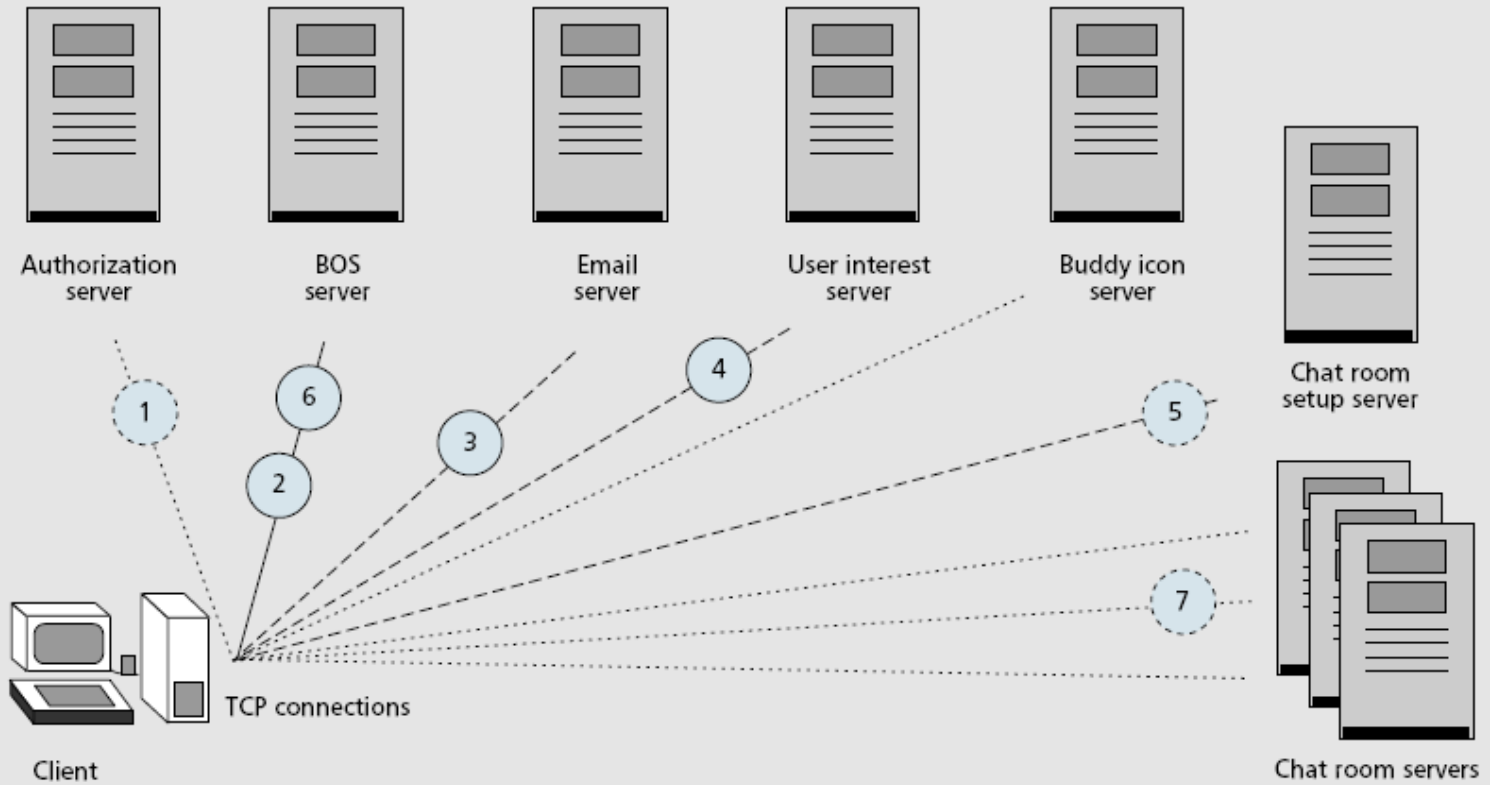 Authorization
server
BOS
server
Email
server
User interest
server
Buddy icon
server
Chat room
setup server
1
6
2
3
4
5
7
TCP connections
Client
Chat room servers